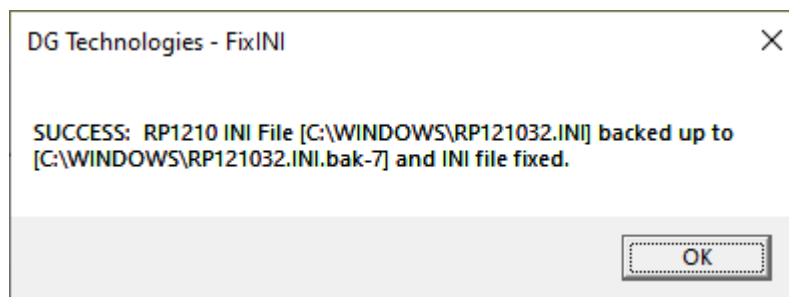 DG Technologies - FixINI
SUCCESS:  RP1210 INI File [C:\WINDOWS\RP121032.INI] backed up to
[C:\WINDOWS\RP121032.INI.bak-7] and INI file fixed.
OK